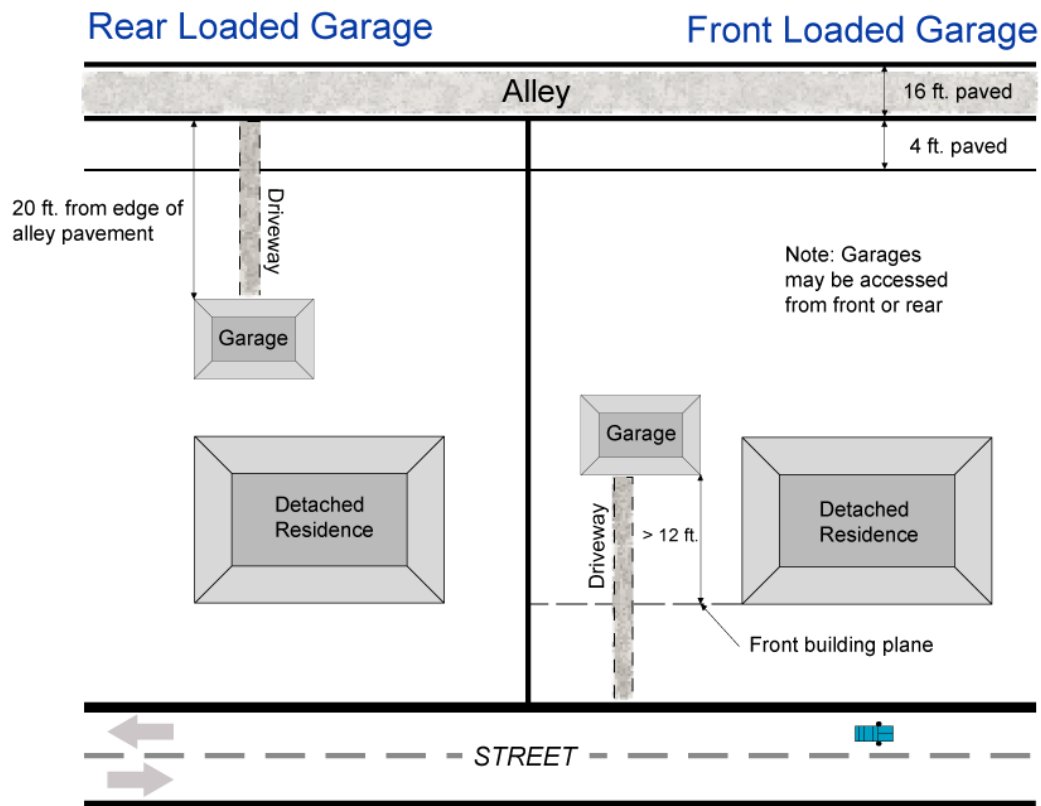 Rear Loaded Garage
Front Loaded Garage
Alley
16 ft. paved
4 ft. paved
20 ft. from edge of
alley pavement
Driveway
Note: Garages
may be accessed
from front or rear
Garage
Garage
Detached
Residence
Driveway
> 12 ft.
Detached
Residence
Front building plane
STREET